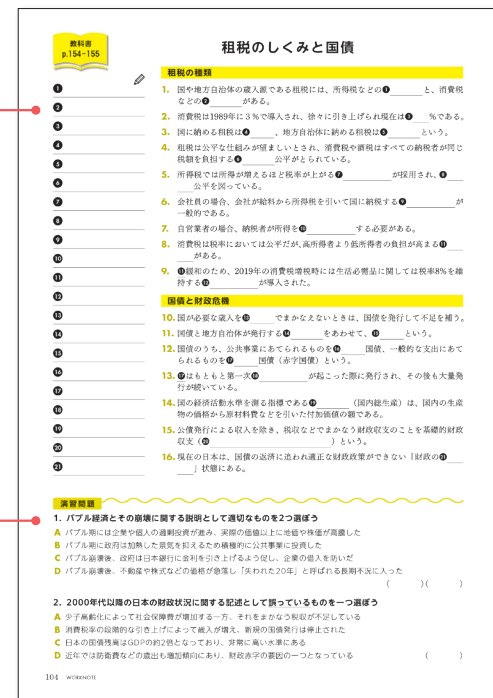 教科書
p.154-155
租税のしくみと国債
租税の種類
1. 国や地方自治体の歳入源である租税には、所得税などの❶と、消費税
などの❷がある。
2. 消費税は1989年に3％で導入され、徐々に引き上げられ現在は❸％である。
3. 国に納める租税は❹、地方自治体に納める租税は❺という。
4. 租税は公平な仕組みが望ましいとされ、消費税や酒税はすべての納税者が同じ
税額を負担する❻公平がとられている。
5. 所得税では所得が増えるほど税率が上がる❼が採用され、❽
公平を図っている。
6. 会社員の場合、会社が給料から所得税を引いて国に納める❾が
一般的である。
7. 自営業者の場合、納税者が所得を❿する必要がある。
8. 消費税は税率においては公平だが、高所得者より低所得者の負担が高まる⓫
がある。
9. ⓫緩和のため、2019年の消費税増税時には生活必需品に関しては税率8%を維
持する⓬が導入された。
国債と財政危機
10. 国が必要な歳入を⓭でまかなえないときは、国債を発行して不足を補う。
11. 国債と地方自治体が発行する⓮をあわせて、⓯という。
12. 国債のうち、公共事業にあてられるものを⓰国債、一般的な支出にあて
られるものを⓱国債（赤字国債）という。
13. ⓱はもともと第一次⓲が起こった際に発行され、その後も大量発
行が続いている。
14. 国の経済活動水準を測る指標である⓳（国内総生産）は、国内の生産
物の価格から原材料費などを引いた付加価値の額である。
15. 公債発行による収入を除き、税収などでまかなう財政収支のことを基礎的財政
収支（⓴）という。
16. 現在の日本は、国債の返済に追われ適正な財政政策ができない「財政の㉑
」状態にある。
❶
❷
❸
❹
❺
❻
❼
❽
❾
❿
⓫
⓬
⓭
⓮
⓯
⓰
⓱
⓲
⓳
⓴
㉑
演習問題
1. バブル経済とその崩壊に関する説明として適切なものを2つ選ぼう
A バブル期には企業や個人の過剰投資が進み、実際の価値以上に地価や株価が高騰した
B バブル期に政府は加熱した景気を抑えるため積極的に公共事業に投資した
C バブル崩壊後、政府は日本銀行に金利を引き上げるよう促し、企業の借入を防いだ
D バブル崩壊後、不動産や株式などの価格が急落し「失われた20年」と呼ばれる長期不況に入った
（　）（　）
2. 2000年代以降の日本の財政状況に関する記述として誤っているものを一つ選ぼう
A 少子高齢化によって社会保障費が増加する一方、それをまかなう税収が不足している
B 消費税率の段階的な引き上げによって歳入が増え、新規の国債発行は停止された
C 日本の国債残高はGDPの約2倍となっており、非常に高い水準にある
D 近年では防衛費などの歳出も増加傾向にあり、財政赤字の要因の一つとなっている（　）
104 WORKNOTE